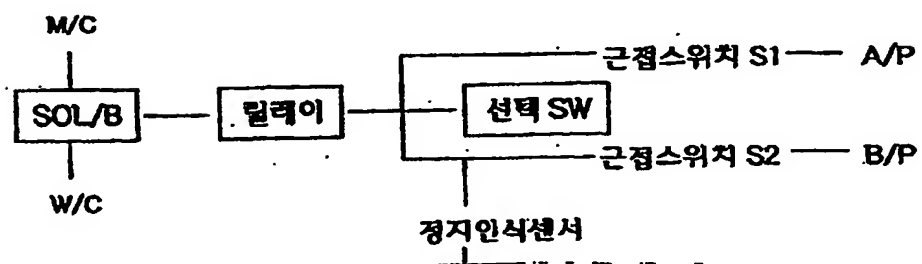 M/C
근접스위치 S1 A/P
SOL/B 릴레이 선택 SW
근접스위치 S2 B/P
W/C
정지인식센서